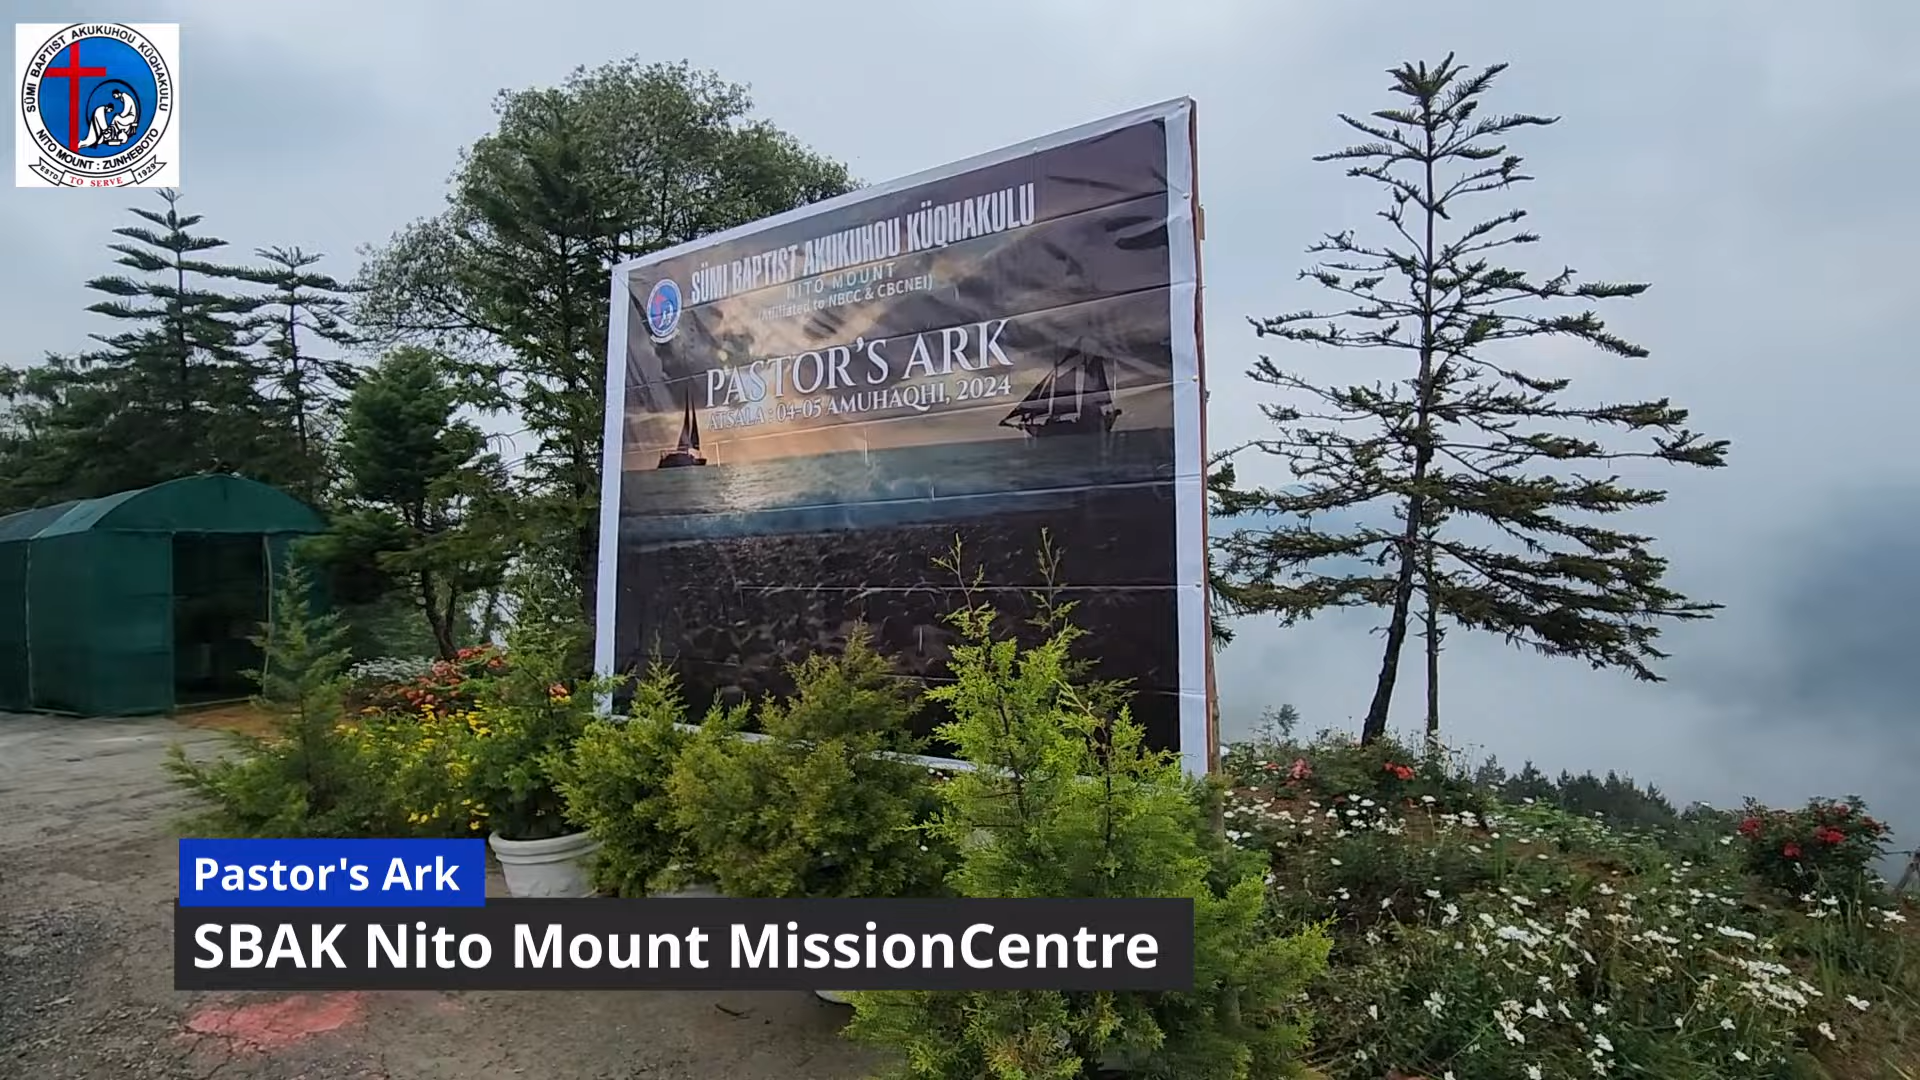 SÜMI BAPTIST AKUKUHOU KÜQHAKULU
NITO MOUNT : ZUNHEBOTO
ESTD. 1929
TO SERVE
SÜMI BAPTIST AKUKUHOU KÜQHAKULU
NITO MOUNT
(Affiliated to NBCC & CBCNEI)
PASTOR'S ARK
ATSALA : 04-05 AMUHAQHI, 2024
Pastor's Ark
SBAK Nito Mount MissionCentre